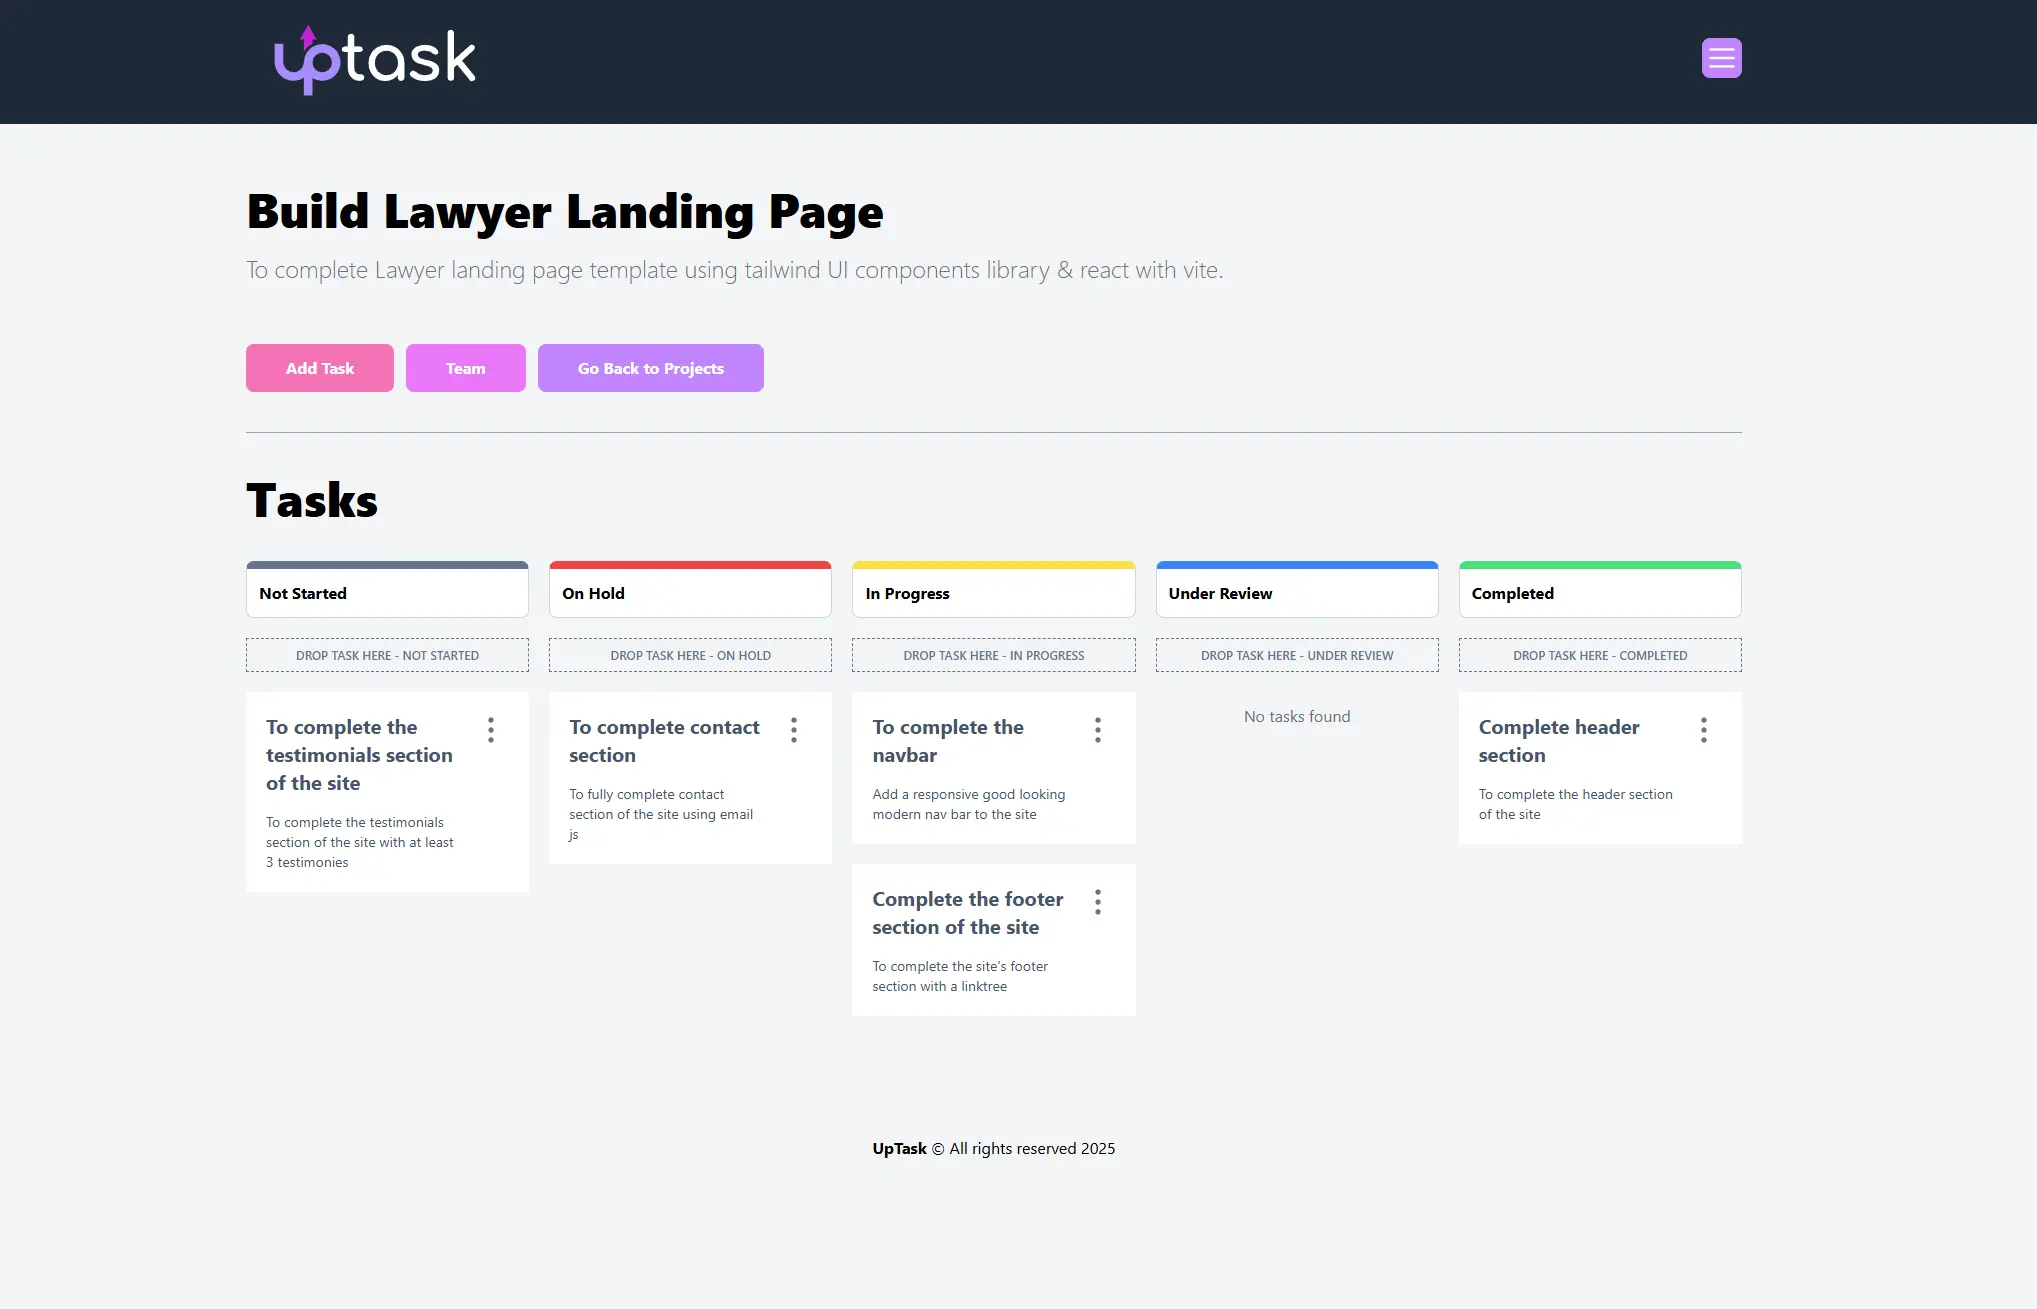 uptask
Build Lawyer Landing Page
To complete Lawyer landing page template using tailwind UI components library & react with vite.
Add Task
Team
Go Back to Projects
Tasks
Not Started
DROP TASK HERE - NOT STARTED
To complete the
testimonials section
of the site
To complete the testimonials
section of the site with at least
3 testimonies
On Hold
DROP TASK HERE - ON HOLD
To complete contact
section
To fully complete contact
section of the site using email
js
In Progress
DROP TASK HERE - IN PROGRESS
To complete the
navbar
Add a responsive good looking
modern nav bar to the site
Complete the footer
section of the site
To complete the site's footer
section with a linktree
Under Review
DROP TASK HERE - UNDER REVIEW
No tasks found
Completed
DROP TASK HERE - COMPLETED
Complete header
section
To complete the header section
of the site
UpTask © All rights reserved 2025